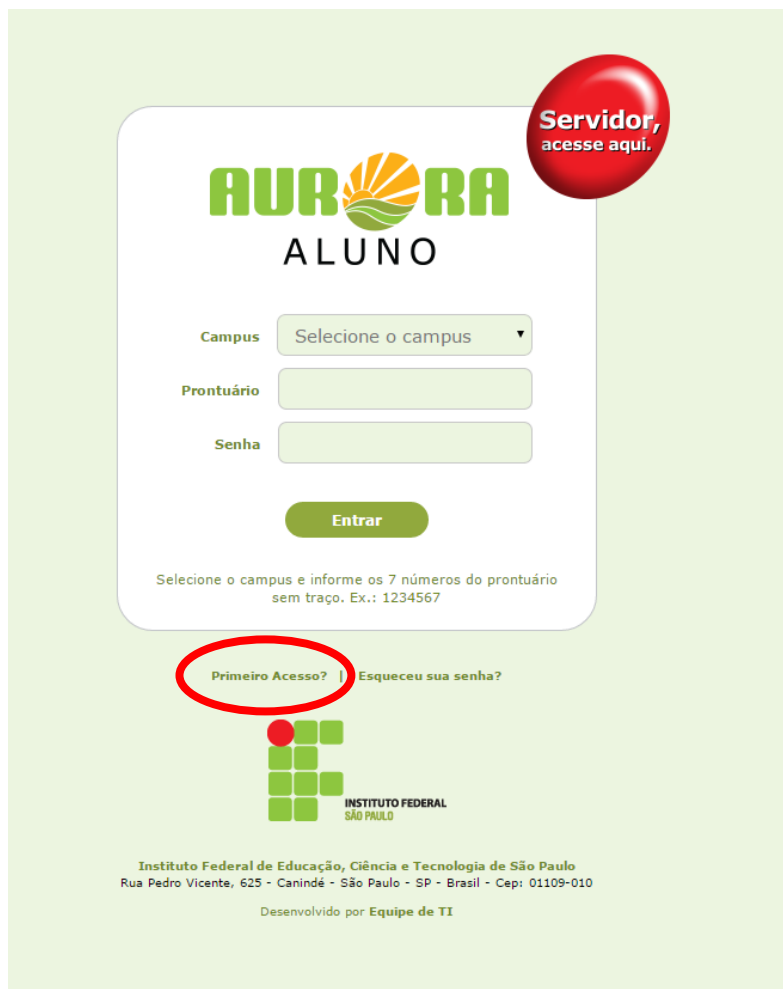 Servidor,
acesse aqui.
AURORA
ALUNO
Campus
Selecione o campus
Prontuário
Senha
Entrar
Selecione o campus e informe os 7 números do prontuário
sem traço. Ex.: 1234567
Primeiro Acesso? | Esqueceu sua senha?
INSTITUTO FEDERAL
SÃO PAULO
Instituto Federal de Educação, Ciência e Tecnologia de São Paulo
Rua Pedro Vicente, 625 - Canindé - São Paulo - SP - Brasil - Cep: 01109-010
Desenvolvido por Equipe de TI